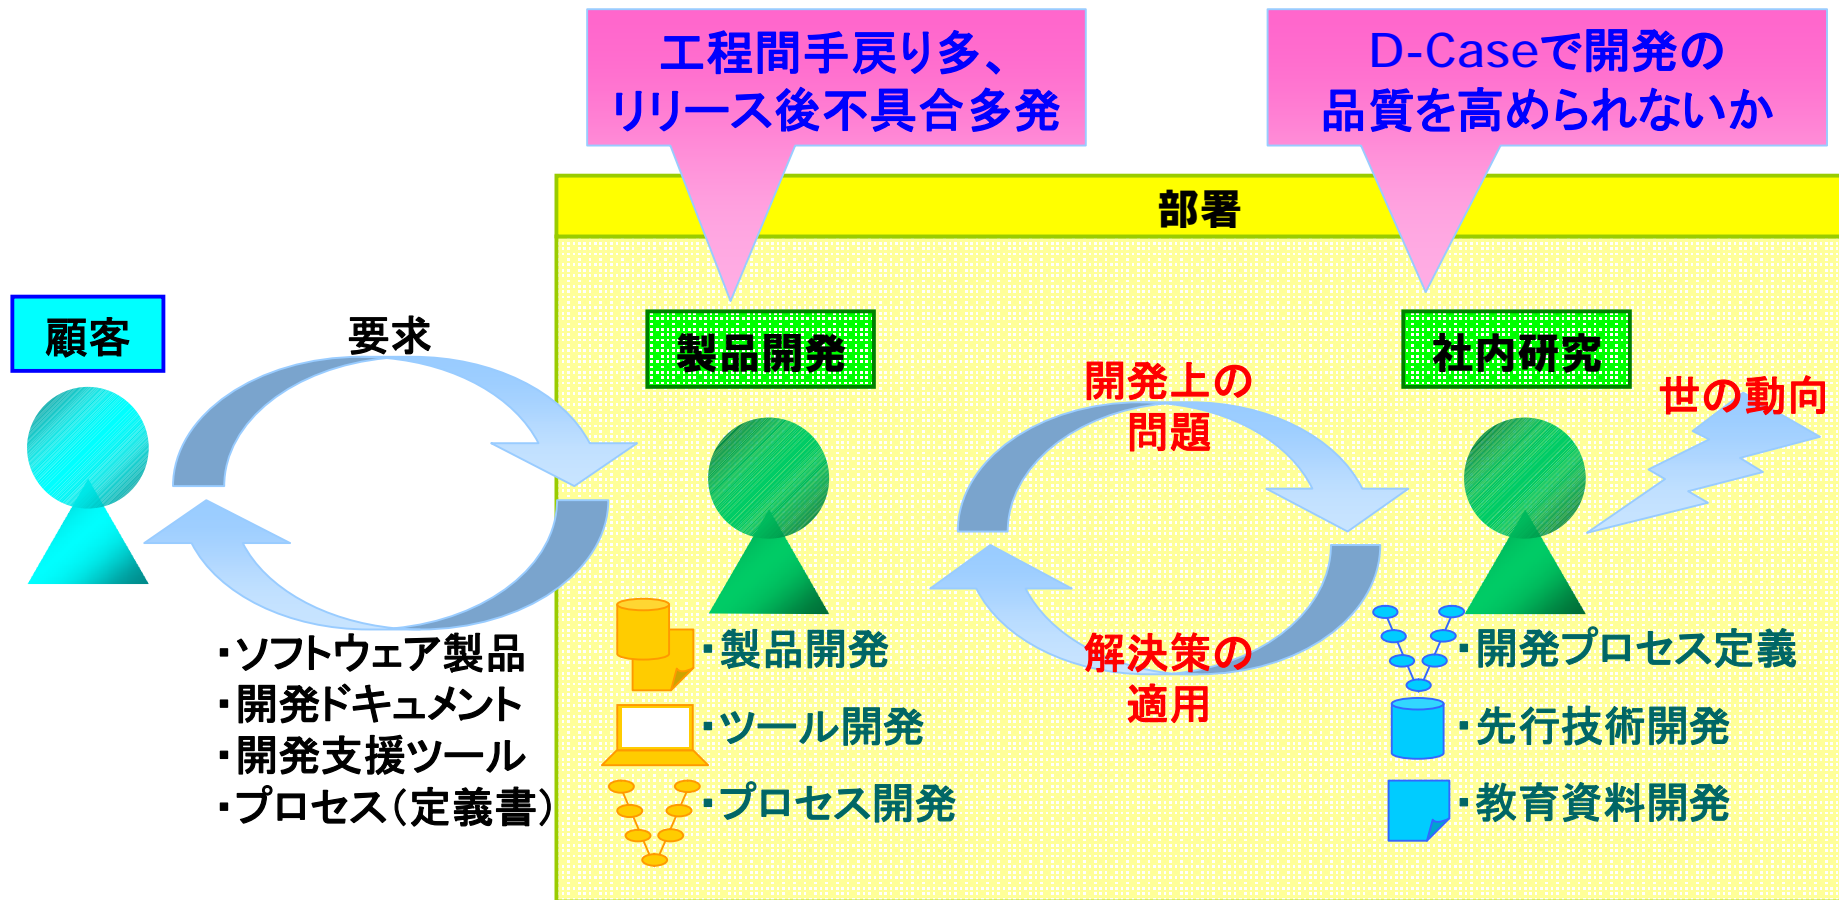 工程間手戻り多、
リリース後不具合多発
D-Caseで開発の
品質を高められないか
部署
顧客
要求
製品開発
社内研究
開発上の
問題
世の動向
・ソフトウェア製品
・開発ドキュメント
・開発支援ツール
・プロセス（定義書）
・製品開発
・ツール開発
・プロセス開発
解決策の
適用
・開発プロセス定義
・先行技術開発
・教育資料開発